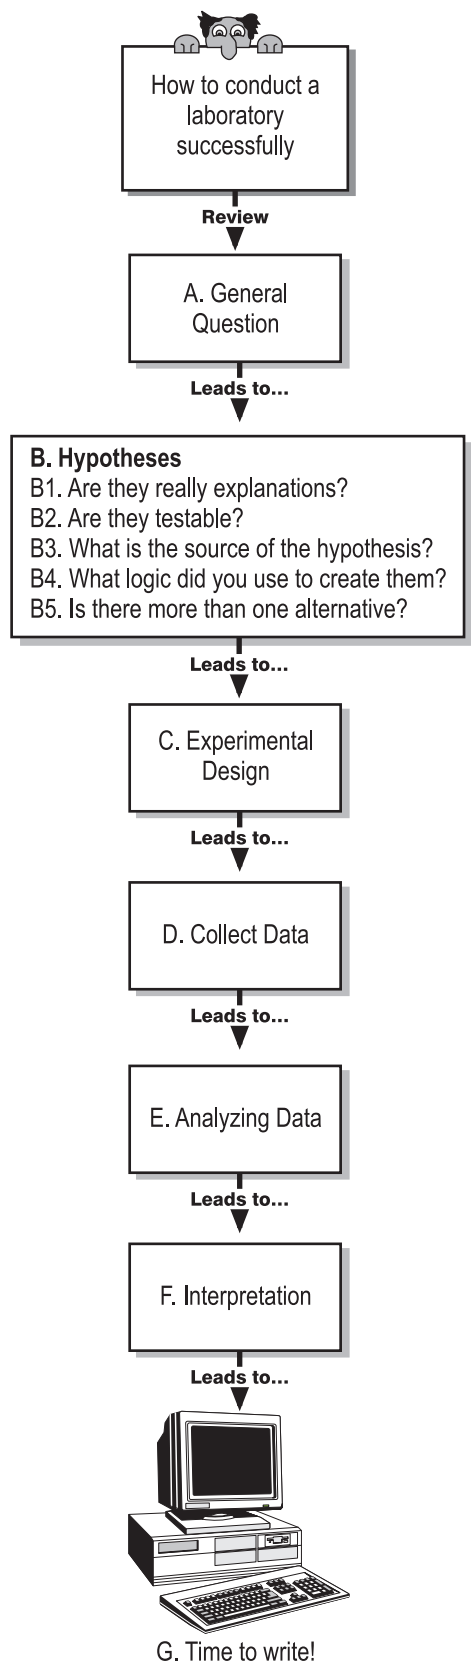 How to conduct a
laboratory
successfully
Review
A. General
Question
Leads to...
B. Hypotheses
B1. Are they really explanations?
B2. Are they testable?
B3. What is the source of the hypothesis?
B4. What logic did you use to create them?
B5. Is there more than one alternative?
Leads to...
C. Experimental
Design
Leads to...
D. Collect Data
Leads to...
E. Analyzing Data
Leads to...
F. Interpretation
Leads to...
G. Time to write!